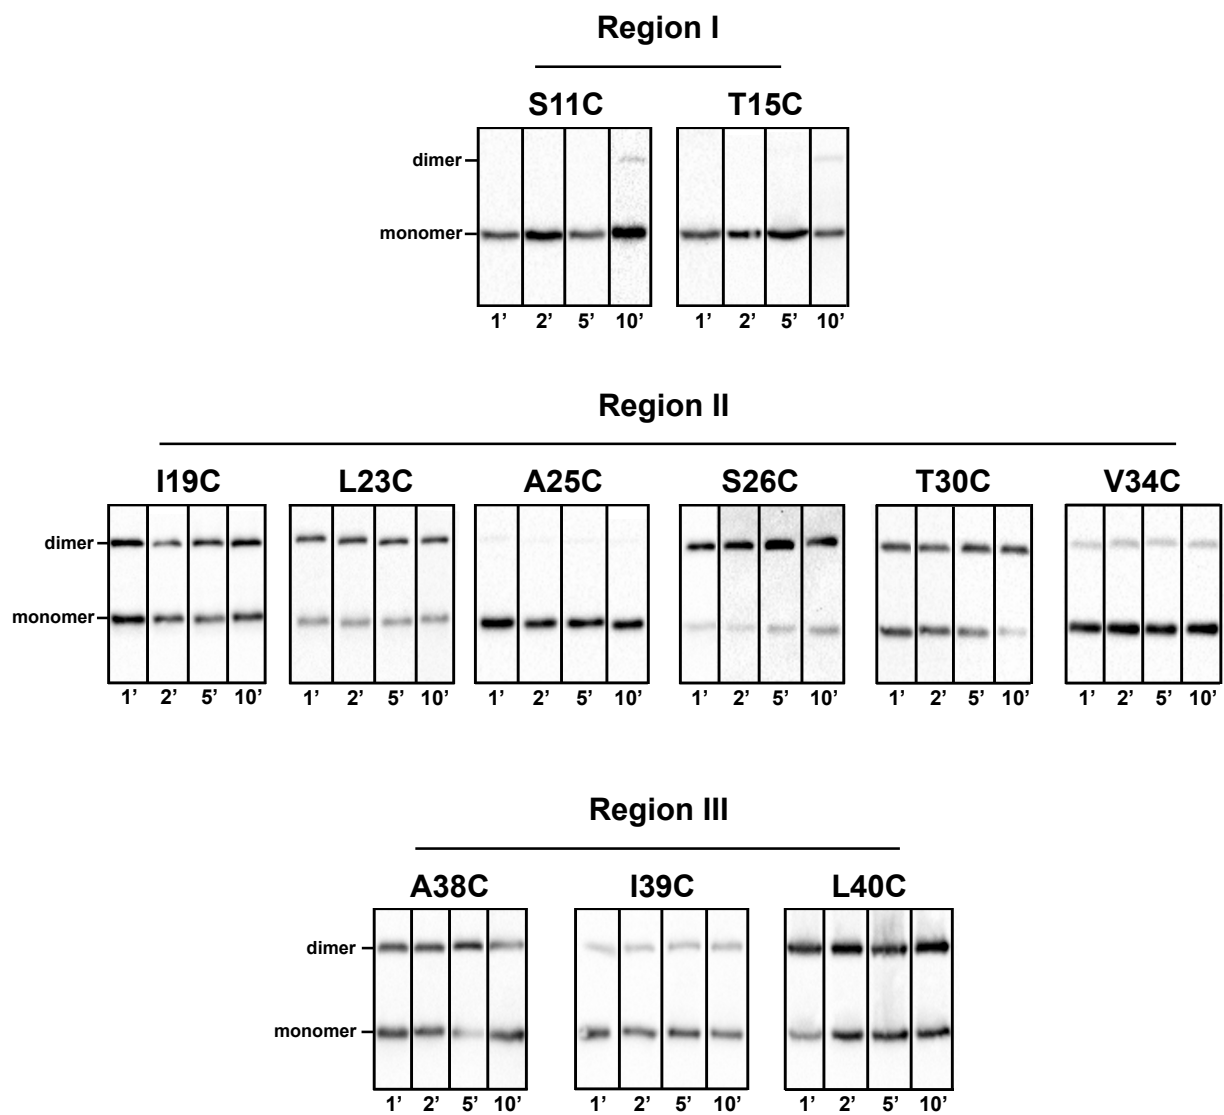 Region I
S11C T15C
dimer
monomer
1’ 2’ 5’ 10’ 1’ 2’ 5’ 10’
Region II
I19C L23C A25C S26C T30C V34C
dimer
monomer
1’ 2’ 5’ 10’ 1’ 2’ 5’ 10’ 1’ 2’ 5’ 10’ 1’ 2’ 5’ 10’ 1’ 2’ 5’ 10’ 1’ 2’ 5’ 10’
Region III
A38C I39C L40C
dimer
monomer
1’ 2’ 5’ 10’ 1’ 2’ 5’ 10’ 1’ 2’ 5’ 10’